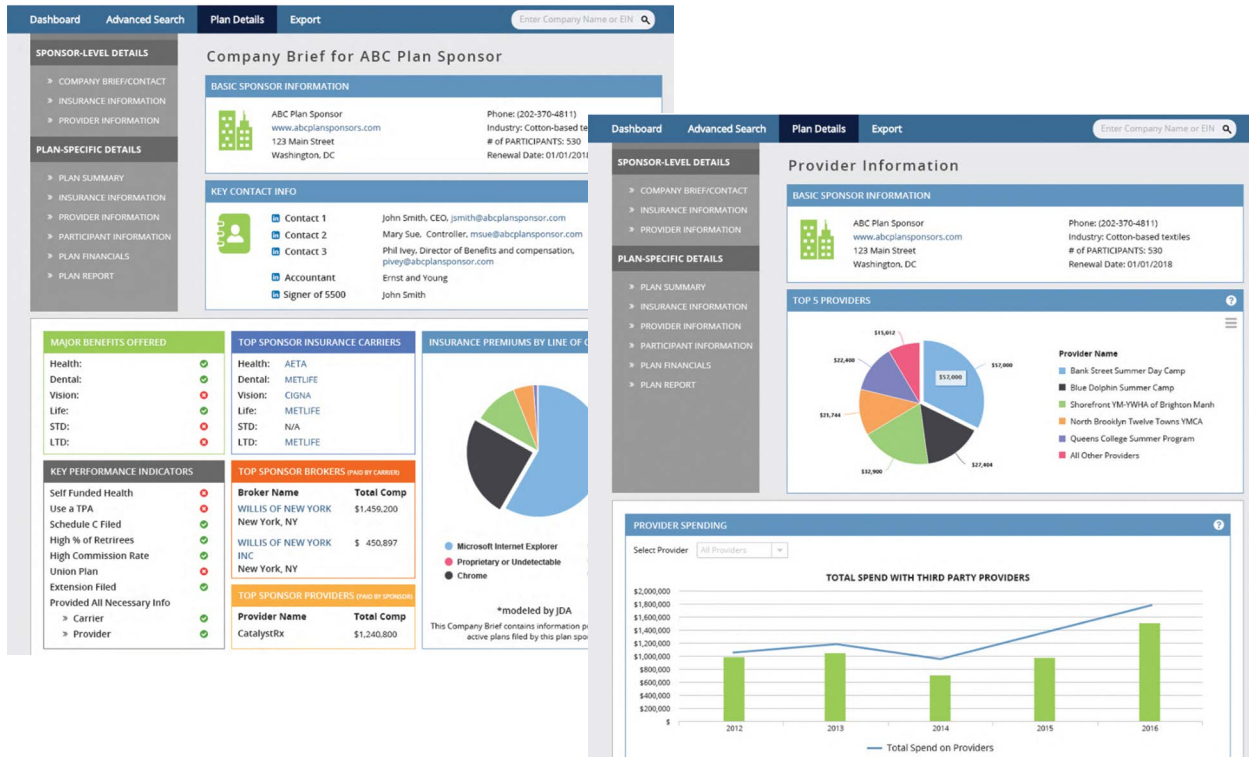 Dashboard Advanced Search Plan Details Export Enter Company Name or EIN
SPONSOR-LEVEL DETAILS
» COMPANY BRIEF/CONTACT
» INSURANCE INFORMATION
» PROVIDER INFORMATION
PLAN-SPECIFIC DETAILS
» PLAN SUMMARY
» INSURANCE INFORMATION
» PROVIDER INFORMATION
» PARTICIPANT INFORMATION
» PLAN FINANCIALS
» PLAN REPORT
Company Brief for ABC Plan Sponsor
BASIC SPONSOR INFORMATION
ABC Plan Sponsor
www.abcplansponsors.com
123 Main Street
Washington, DC
Phone: (202-370-4811)
Industry: Cotton-based te
# of PARTICIPANTS: 530
Renewal Date: 01/01/2018
KEY CONTACT INFO
Contact 1 John Smith, CEO, jsmith@abcplansponsor.com
Contact 2 Mary Sue, Controller, msue@abcplansponsor.com
Contact 3 Phil Ivey, Director of Benefits and compensation,
pivey@abcplansponsor.com
Accountant Ernst and Young
Signer of 5500 John Smith
MAJOR BENEFITS OFFERED
Health:
Dental:
Vision:
Life:
STD:
LTD:
TOP SPONSOR INSURANCE CARRIERS
Health: AETA
Dental: METLIFE
Vision: CIGNA
Life: METLIFE
STD: N/A
LTD: METLIFE
KEY PERFORMANCE INDICATORS
Self Funded Health
Use a TPA
Schedule C Filed
High % of Retrirees
High Commission Rate
Union Plan
Extension Filed
Provided All Necessary Info
» Carrier
» Provider
TOP SPONSOR BROKERS (PAID BY CARRIER)
Broker Name Total Comp
WILLIS OF NEW YORK $1,459,200
New York, NY
WILLIS OF NEW YORK $ 450,897
INC
New York, NY
TOP SPONSOR PROVIDERS (PAID BY SPONSOR)
Provider Name Total Comp
CatalystRx $1,240,800
INSURANCE PREMIUMS BY LINE OF
Microsoft Internet Explorer
Proprietary or Undetectable
Chrome
*modeled by JDA
This Company Brief contains information p
active plans filed by this plan spo
Dashboard Advanced Search Plan Details Export Enter Company Name or EIN
SPONSOR-LEVEL DETAILS
» COMPANY BRIEF/CONTACT
» INSURANCE INFORMATION
» PROVIDER INFORMATION
PLAN-SPECIFIC DETAILS
» PLAN SUMMARY
» INSURANCE INFORMATION
» PROVIDER INFORMATION
» PARTICIPANT INFORMATION
» PLAN FINANCIALS
» PLAN REPORT
Provider Information
BASIC SPONSOR INFORMATION
ABC Plan Sponsor
www.abcplansponsors.com
123 Main Street
Washington, DC
Phone: (202-370-4811)
Industry: Cotton-based textiles
# of PARTICIPANTS: 530
Renewal Date: 01/01/2018
TOP 5 PROVIDERS ?
$15,012
$22,400
$21,744
$32,900
$27,404
$57,000
$57,000
Provider Name
Bank Street Summer Day Camp
Blue Dolphin Summer Camp
Shorefront YM-YWHA of Brighton Manh
North Brooklyn Twelve Towns YMCA
Queens College Summer Program
All Other Providers
PROVIDER SPENDING ?
Select Provider All Providers
TOTAL SPEND WITH THIRD PARTY PROVIDERS
$2,000,000
$1,800,000
$1,600,000
$1,400,000
$1,200,000
$1,000,000
$800,000
$600,000
$400,000
$200,000
$
2012 2013 2014 2015 2016
Total Spend on Providers